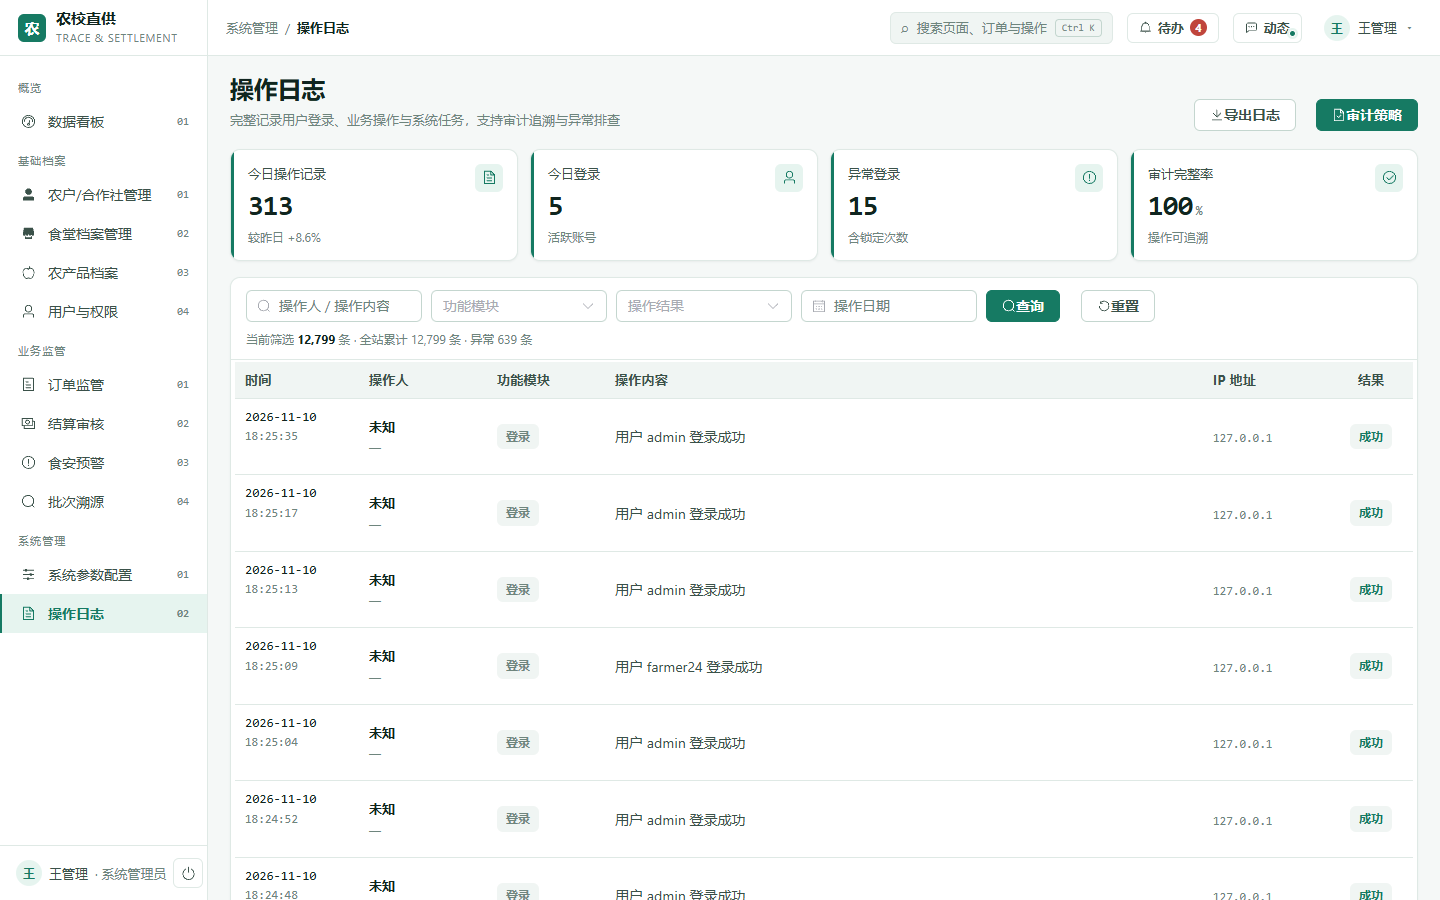 农 农校直供
TRACE & SETTLEMENT
系统管理 / 操作日志
搜索页面、订单与操作 Ctrl K
待办 4
动态
王 王管理
概览
数据看板 01
基础档案
农户/合作社管理 01
食堂档案管理 02
农产品档案 03
用户与权限 04
业务监管
订单监管 01
结算审核 02
食安预警 03
批次溯源 04
系统管理
系统参数配置 01
操作日志 02
王 王管理 · 系统管理员
操作日志
完整记录用户登录、业务操作与系统任务，支持审计追溯与异常排查
导出日志
审计策略
今日操作记录
313
较昨日 +8.6%
今日登录
5
活跃账号
异常登录
15
含锁定次数
审计完整率
100%
操作可追溯
操作人 / 操作内容
功能模块
操作结果
操作日期
查询
重置
当前筛选 12,799 条 · 全站累计 12,799 条 · 异常 639 条
时间 操作人 功能模块 操作内容 IP 地址 结果
2026-11-10
18:25:35 未知 — 登录 用户 admin 登录成功 127.0.0.1 成功
2026-11-10
18:25:17 未知 — 登录 用户 admin 登录成功 127.0.0.1 成功
2026-11-10
18:25:13 未知 — 登录 用户 admin 登录成功 127.0.0.1 成功
2026-11-10
18:25:09 未知 — 登录 用户 farmer24 登录成功 127.0.0.1 成功
2026-11-10
18:25:04 未知 — 登录 用户 admin 登录成功 127.0.0.1 成功
2026-11-10
18:24:52 未知 — 登录 用户 admin 登录成功 127.0.0.1 成功
2026-11-10
18:24:48 未知 登录 用户 admin 登录成功 127.0.0.1 成功